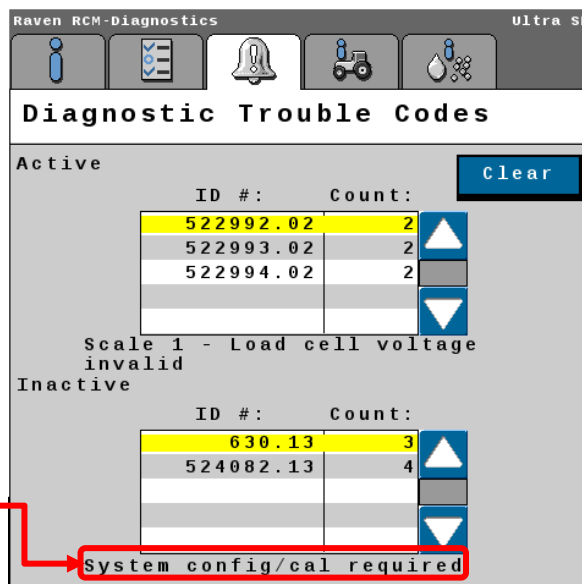 Raven RCM-Diagnostics Ultra
Diagnostic Trouble Codes
Active
Clear
ID #: Count:
522992.02 2
522993.02 2
522994.02 2
Scale 1 - Load cell voltage
invalid
Inactive
ID #: Count:
630.13 3
524082.13 4
System config/cal required